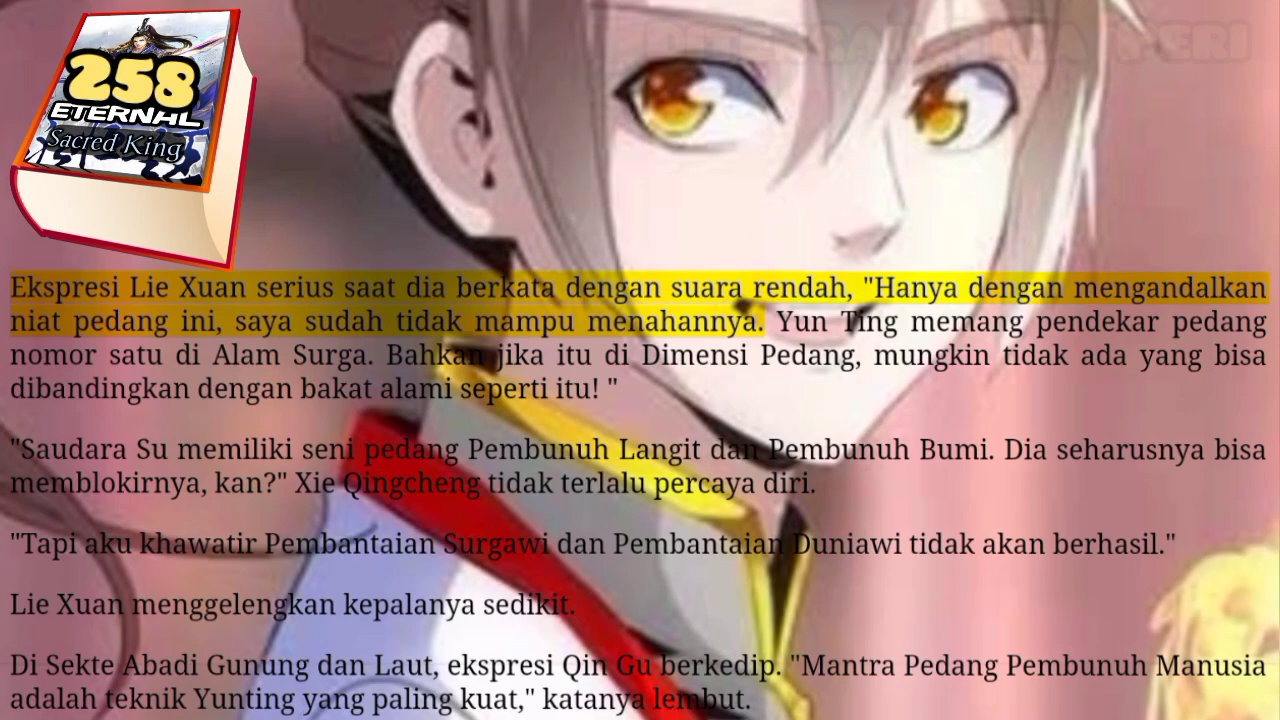 258
ETERNAL
Sacred King
Ekspresi Lie Xuan serius saat dia berkata dengan suara rendah, "Hanya dengan mengandalkan
niat pedang ini, saya sudah tidak mampu menahannya. Yun Ting memang pendekar pedang
nomor satu di Alam Surga. Bahkan jika itu di Dimensi Pedang, mungkin tidak ada yang bisa
dibandingkan dengan bakat alami seperti itu! "
"Saudara Su memiliki seni pedang Pembunuh Langit dan Pembunuh Bumi. Dia seharusnya bisa
memblokirnya, kan?" Xie Qingcheng tidak terlalu percaya diri.
"Tapi aku khawatir Pembantaian Surgawi dan Pembantaian Duniawi tidak akan berhasil."
Lie Xuan menggelengkan kepalanya sedikit.
Di Sekte Abadi Gunung dan Laut, ekspresi Qin Gu berkedip. "Mantra Pedang Pembunuh Manusia
adalah teknik Yunting yang paling kuat," katanya lembut.